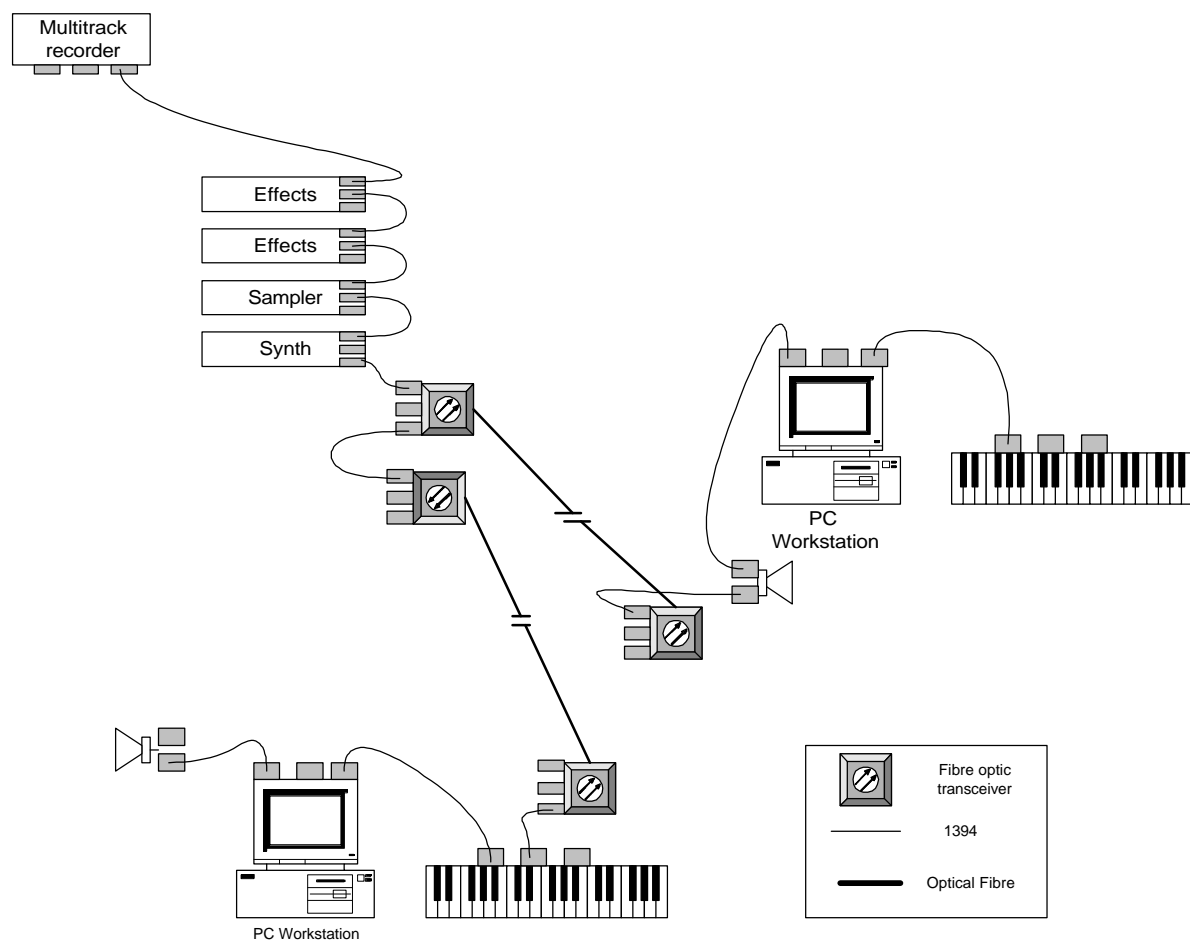 Multitrack
recorder
Effects
Effects
Sampler
Synth
PC
Workstation
PC Workstation
Fibre optic
transceiver
1394
Optical Fibre